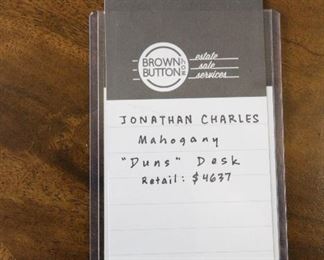 BROWN
BUTTON
estate
sale
services
JONATHAN CHARLES
Mahogany
"Duns" Desk
Retail: $4637